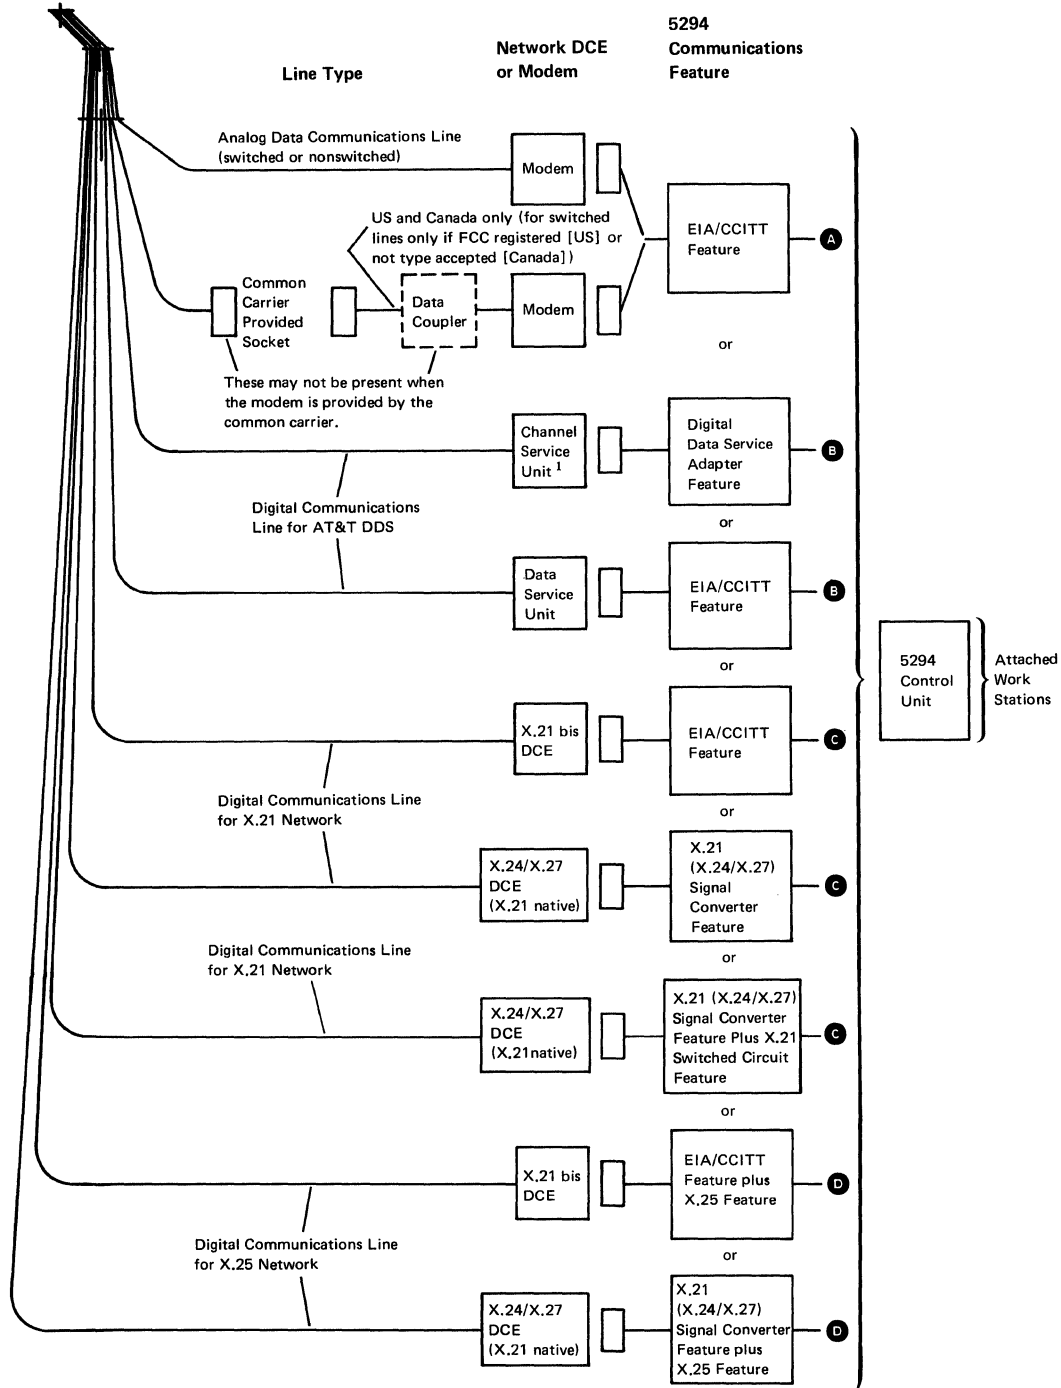 5294
Network DCE
Communications
Line Type
or Modem
Feature
Analog Data Communications Line
(switched or nonswitched)
Modem
US and Canada only (for switched
lines only if FCC registered [US] or
not type accepted [Canada])
EIA/CCITT
Feature
A
Common
Carrier
Provided
Socket
Data
Coupler
Modem
or
These may not be present when
the modem is provided by the
common carrier.
Channel
Service
Unit 1
Digital
Data Service
Adapter
Feature
B
Digital Communications
Line for AT&T DDS
or
Data
Service
Unit
EIA/CCITT
Feature
B
or
5294
Control
Unit
Attached
Work
Stations
X.21 bis
DCE
EIA/CCITT
Feature
C
Digital Communications Line
for X.21 Network
or
X.24/X.27
DCE
(X.21 native)
X.21
(X.24/X.27)
Signal
Converter
Feature
C
Digital Communications Line
for X.21 Network
or
X.24/X.27
DCE
(X.21native)
X.21 (X.24/X.27)
Signal Converter
Feature Plus X.21
Switched Circuit
Feature
C
or
X.21 bis
DCE
EIA/CCITT
Feature plus
X.25 Feature
D
Digital Communications Line
for X.25 Network
or
X.24/X.27
DCE
(X.21 native)
X.21
(X.24/X.27)
Signal Converter
Feature plus
X.25 Feature
D